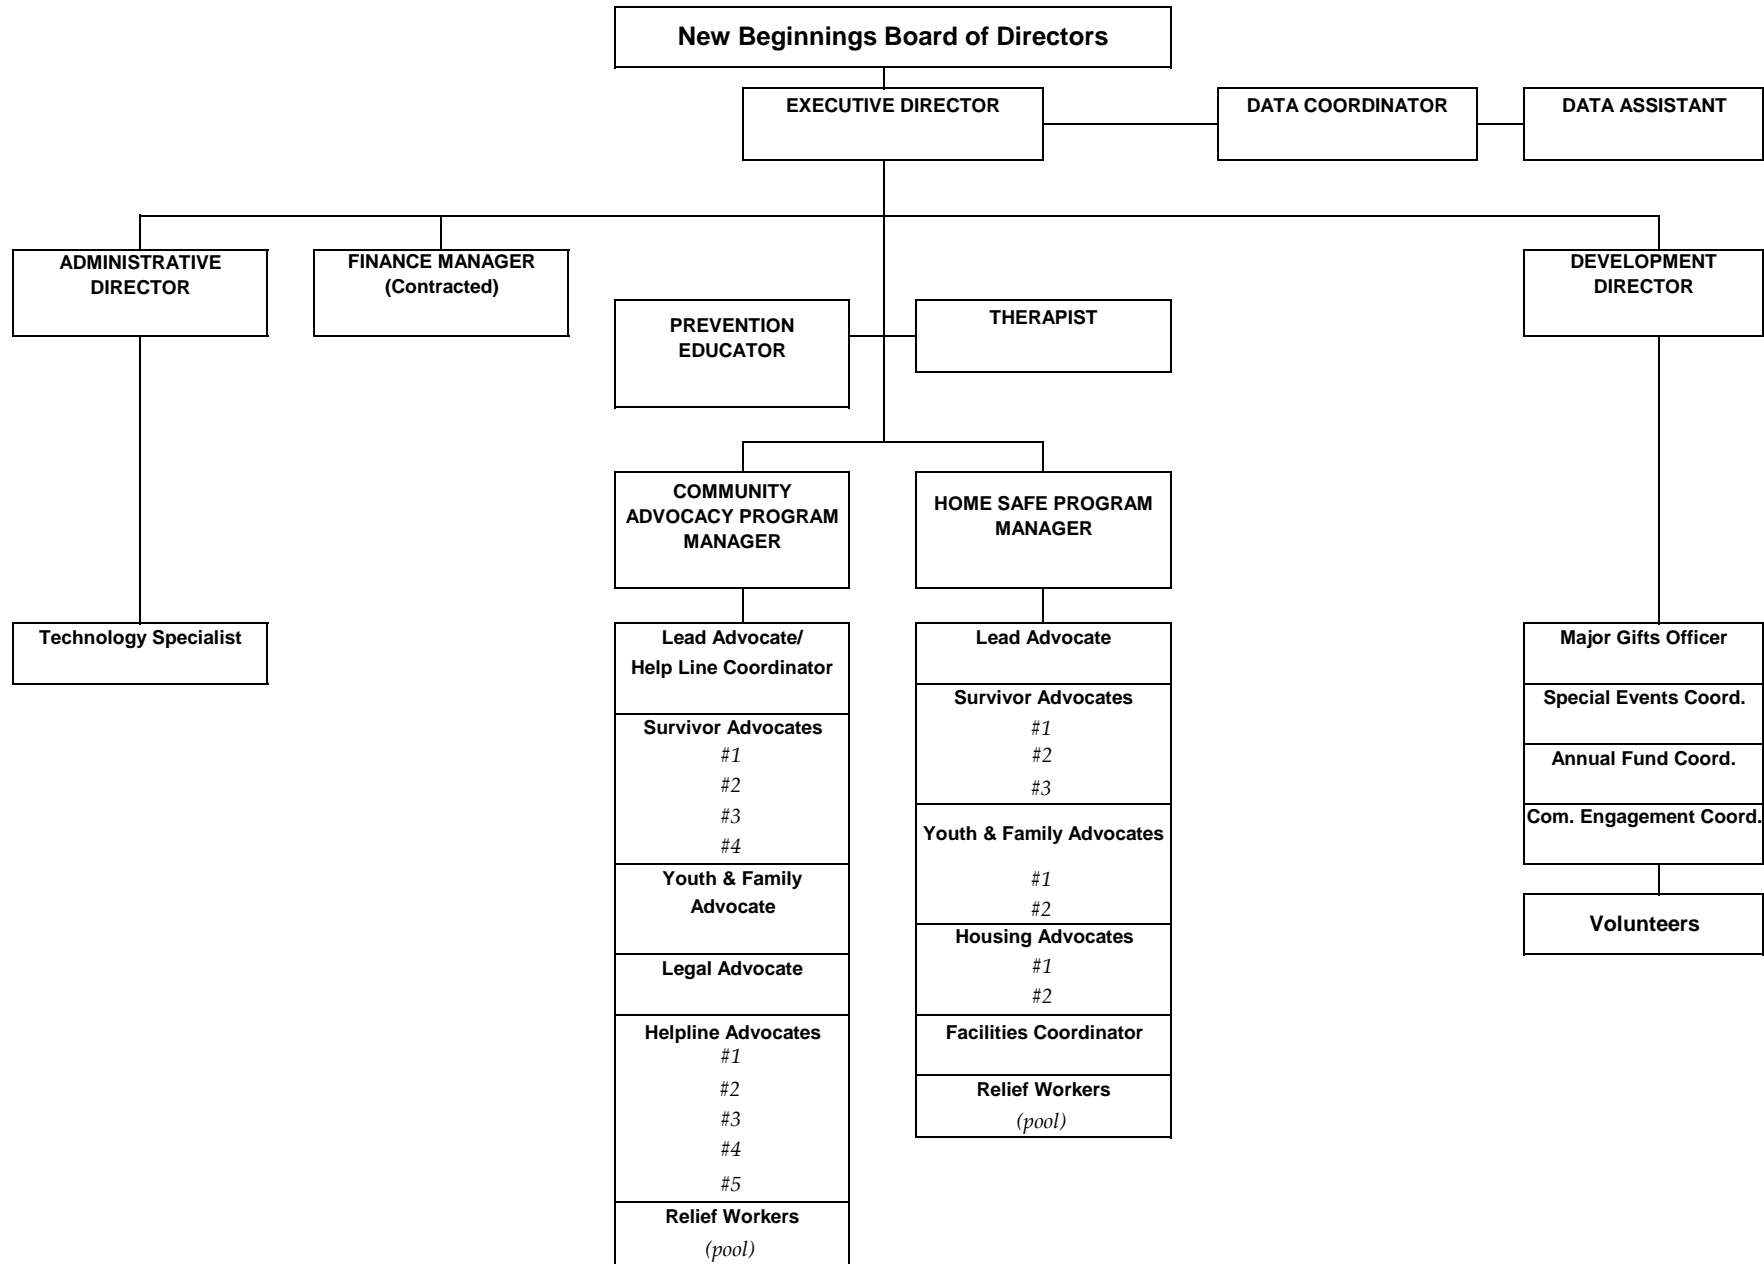 New Beginnings Board of Directors
EXECUTIVE DIRECTOR
DATA COORDINATOR
DATA ASSISTANT
ADMINISTRATIVE
DIRECTOR
FINANCE MANAGER
(Contracted)
DEVELOPMENT
DIRECTOR
PREVENTION
EDUCATOR
THERAPIST
COMMUNITY
ADVOCACY PROGRAM
MANAGER
HOME SAFE PROGRAM
MANAGER
Technology Specialist
Lead Advocate/
Help Line Coordinator
Survivor Advocates
#1
#2
#3
#4
Youth & Family
Advocate
Legal Advocate
Helpline Advocates
#1
#2
#3
#4
#5
Relief Workers
(pool)
Lead Advocate
Survivor Advocates
#1
#2
#3
Youth & Family Advocates
#1
#2
Housing Advocates
#1
#2
Facilities Coordinator
Relief Workers
(pool)
Major Gifts Officer
Special Events Coord.
Annual Fund Coord.
Com. Engagement Coord.
Volunteers